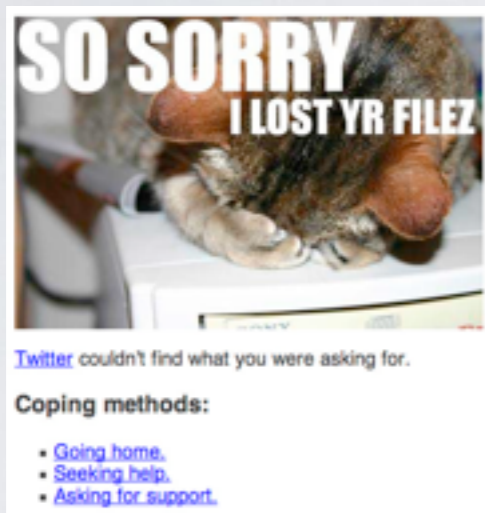 SO SORRY
I LOST YR FILEZ
SONY
Twitter couldn't find what you were asking for.
Coping methods:
Going home.
Seeking help.
Asking for support.